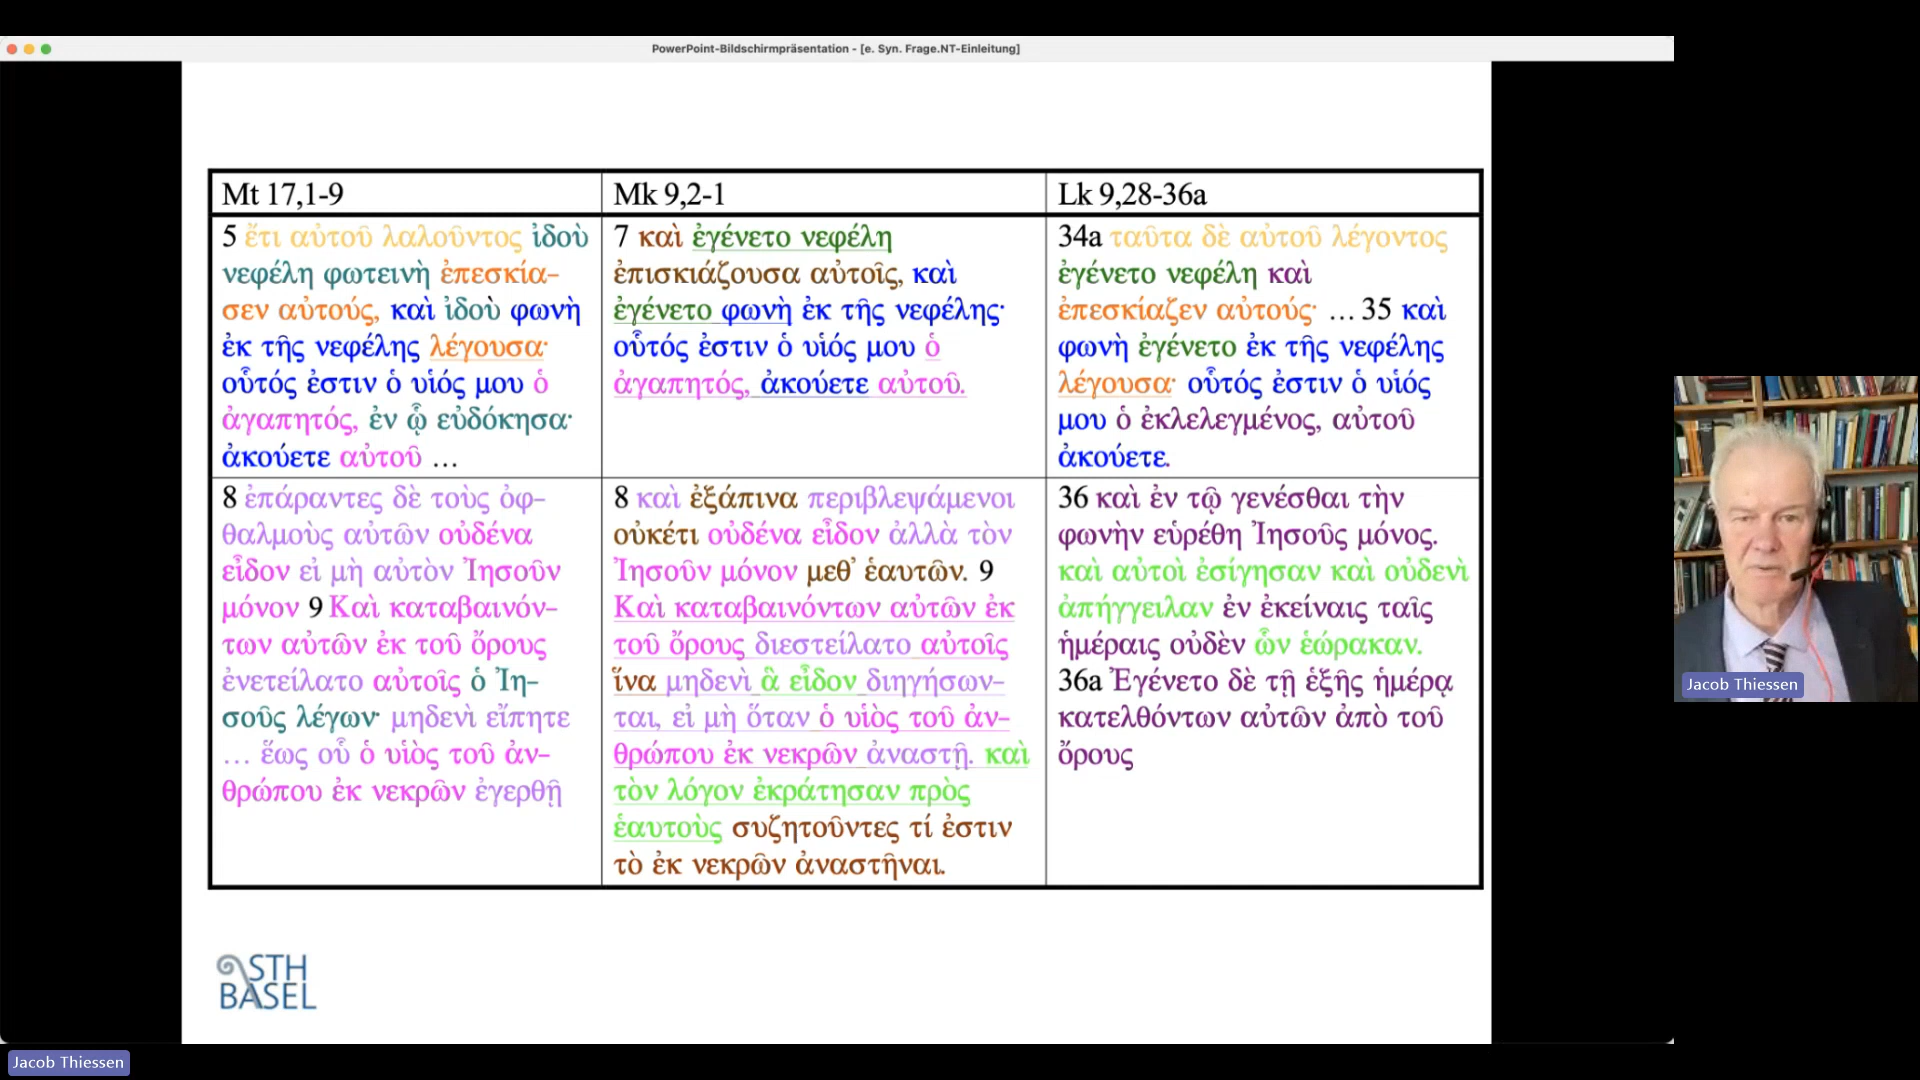 PowerPoint-Bildschirmpräsentation - [e. Syn. Frage.NT-Einleitung]
Mt 17,1-9
5 ἔτι αὐτοῦ λαλοῦντος ἰδοὺ
νεφέλη φωτεινὴ ἐπεσκία–
σεν αὐτούς, καὶ ἰδοὺ φωνὴ
ἐκ τῆς νεφέλης λέγουσα·
οὗτός ἐστιν ὁ υἱός μου ὁ
ἀγαπητός, ἐν ᾧ εὐδόκησα·
ἀκούετε αὐτοῦ …
Mk 9,2-1
7 καὶ ἐγένετο νεφέλη
ἐπισκιάζουσα αὐτοῖς, καὶ
ἐγένετο φωνὴ ἐκ τῆς νεφέλης·
οὗτός ἐστιν ὁ υἱός μου ὁ
ἀγαπητός, ἀκούετε αὐτοῦ.
Lk 9,28-36a
34a ταῦτα δὲ αὐτοῦ λέγοντος
ἐγένετο νεφέλη καὶ
ἐπεσκίαζεν αὐτούς· … 35 καὶ
φωνὴ ἐγένετο ἐκ τῆς νεφέλης
λέγουσα· οὗτός ἐστιν ὁ υἱός
μου ὁ ἐκλελεγμένος, αὐτοῦ
ἀκούετε.
8 ἐπάραντες δὲ τοὺς ὀφ–
θαλμοὺς αὐτῶν οὐδένα
εἶδον εἰ μὴ αὐτὸν Ἰησοῦν
μόνον 9 Καὶ καταβαινόν–
των αὐτῶν ἐκ τοῦ ὄρους
ἐνετείλατο αὐτοῖς ὁ Ἰη–
σοῦς λέγων· μηδενὶ εἴπητε
… ἕως οὗ ὁ υἱὸς τοῦ ἀν–
θρώπου ἐκ νεκρῶν ἐγερθῇ
8 καὶ ἐξάπινα περιβλεψάμενοι
οὐκέτι οὐδένα εἶδον ἀλλὰ τὸν
Ἰησοῦν μόνον μεθ᾽ ἑαυτῶν. 9
Καὶ καταβαινόντων αὐτῶν ἐκ
τοῦ ὄρους διεστείλατο αὐτοῖς
ἵνα μηδενὶ ἃ εἶδον διηγήσων–
ται, εἰ μὴ ὅταν ὁ υἱὸς τοῦ ἀν–
θρώπου ἐκ νεκρῶν ἀναστῇ. καὶ
τὸν λόγον ἐκράτησαν πρὸς
ἑαυτοὺς συζητοῦντες τί ἐστιν
τὸ ἐκ νεκρῶν ἀναστῆναι.
36 καὶ ἐν τῷ γενέσθαι τὴν
φωνὴν εὑρέθη Ἰησοῦς μόνος.
καὶ αὐτοὶ ἐσίγησαν καὶ οὐδενὶ
ἀπήγγειλαν ἐν ἐκείναις ταῖς
ἡμέραις οὐδὲν ὧν ἑώρακαν.
36a Ἐγένετο δὲ τῇ ἑξῆς ἡμέρᾳ
κατελθόντων αὐτῶν ἀπὸ τοῦ
ὄρους
STH
BASEL
Jacob Thiessen
Jacob Thiessen